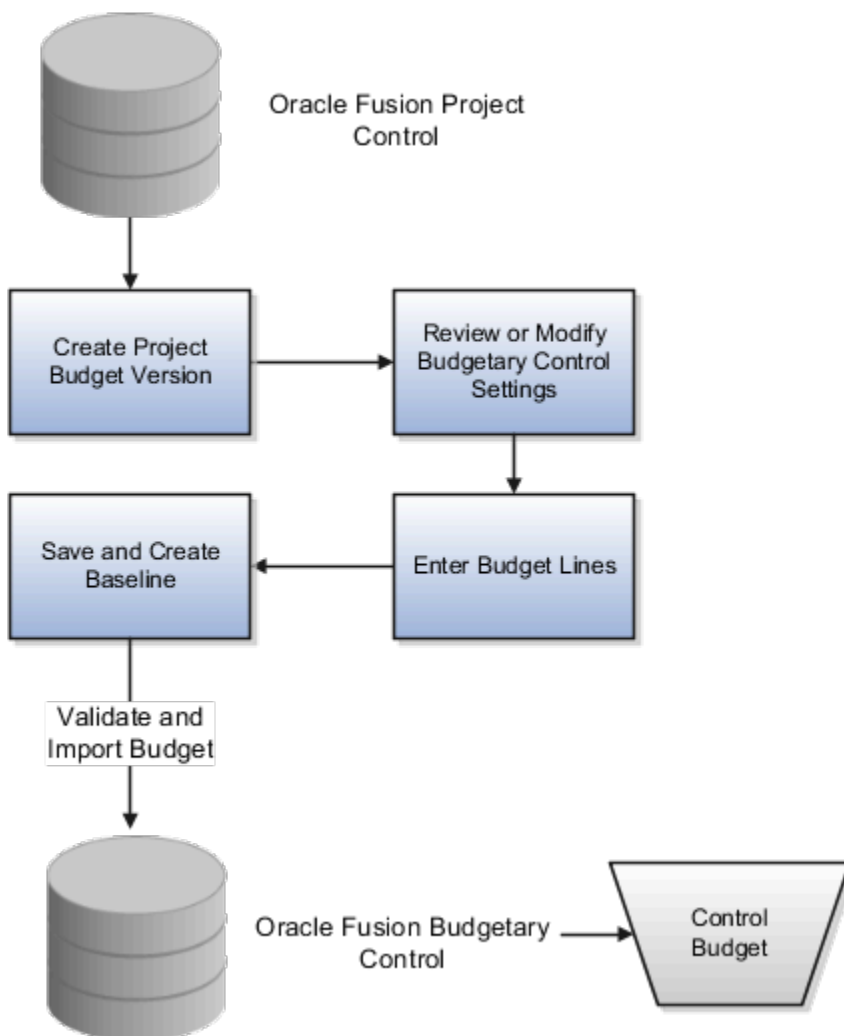 Oracle Fusion Project
Control
Create Project
Budget Version
Review or Modify
Budgetary Control
Settings
Save and Create
Baseline
Enter Budget Lines
Validate and
Import Budget
Oracle Fusion Budgetary
Control
Control
Budget